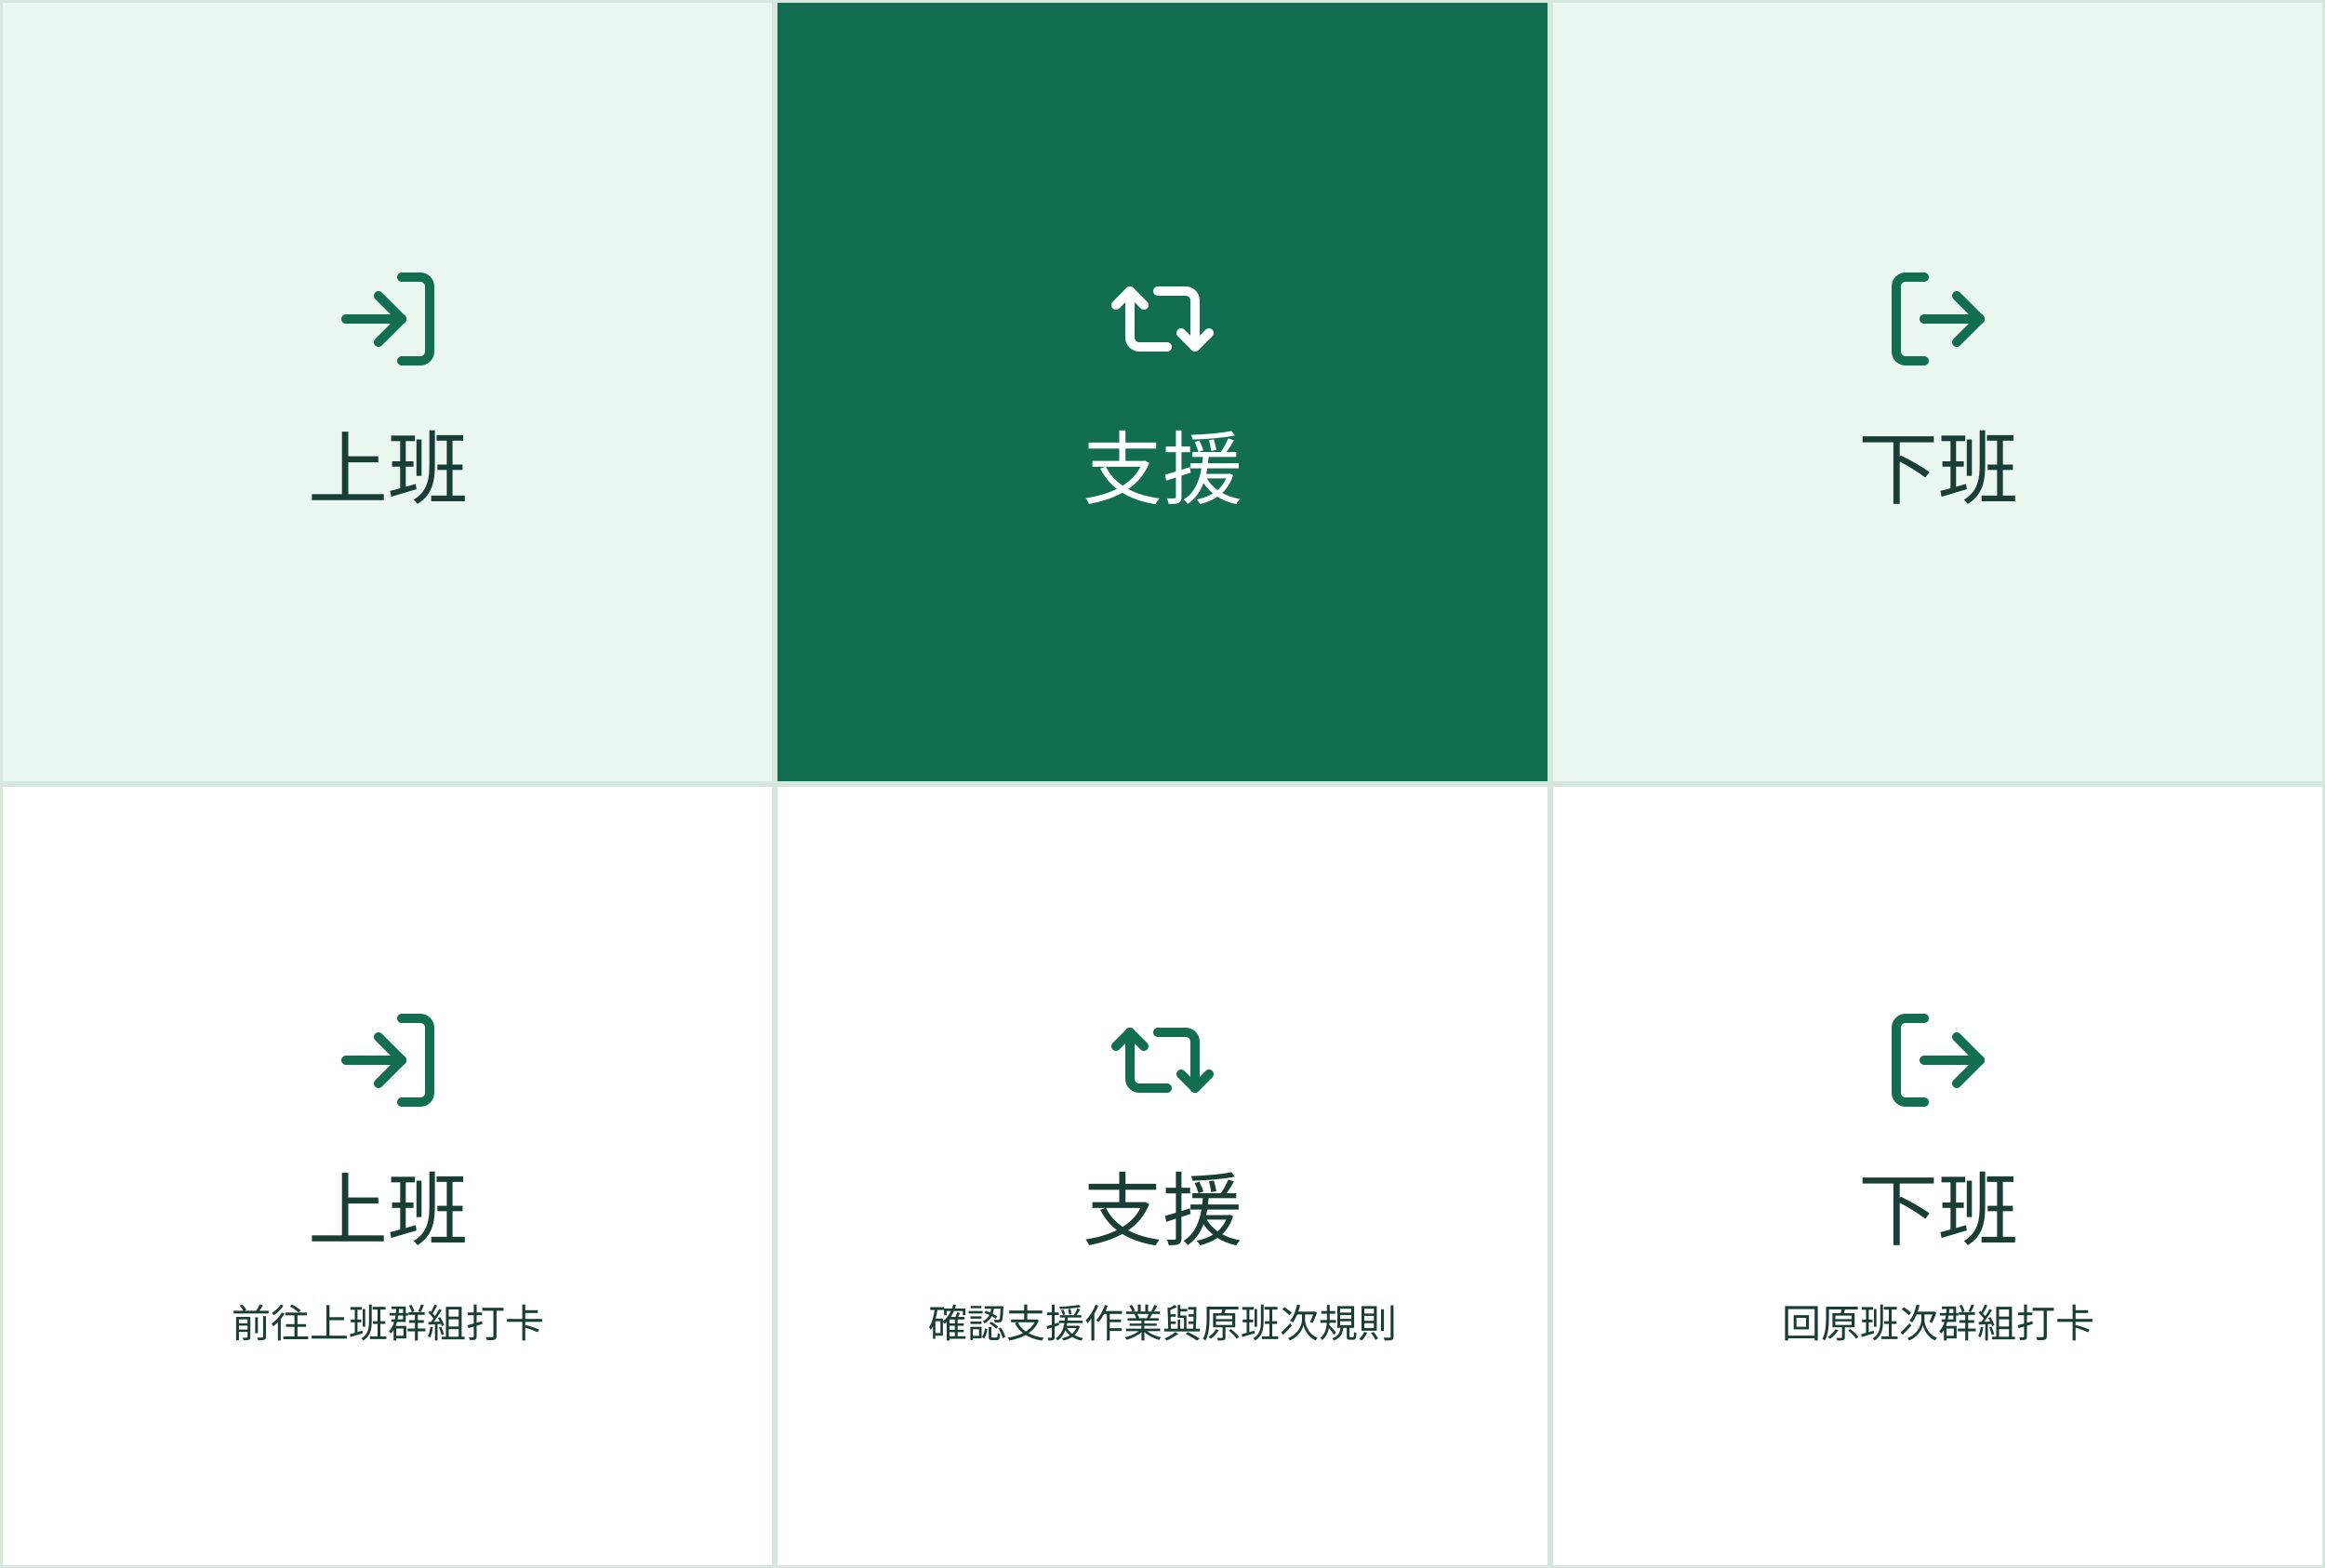 上班
支援
下班
上班
前往上班群組打卡
支援
確認支援作業與原班次規則
下班
回原班次群組打卡